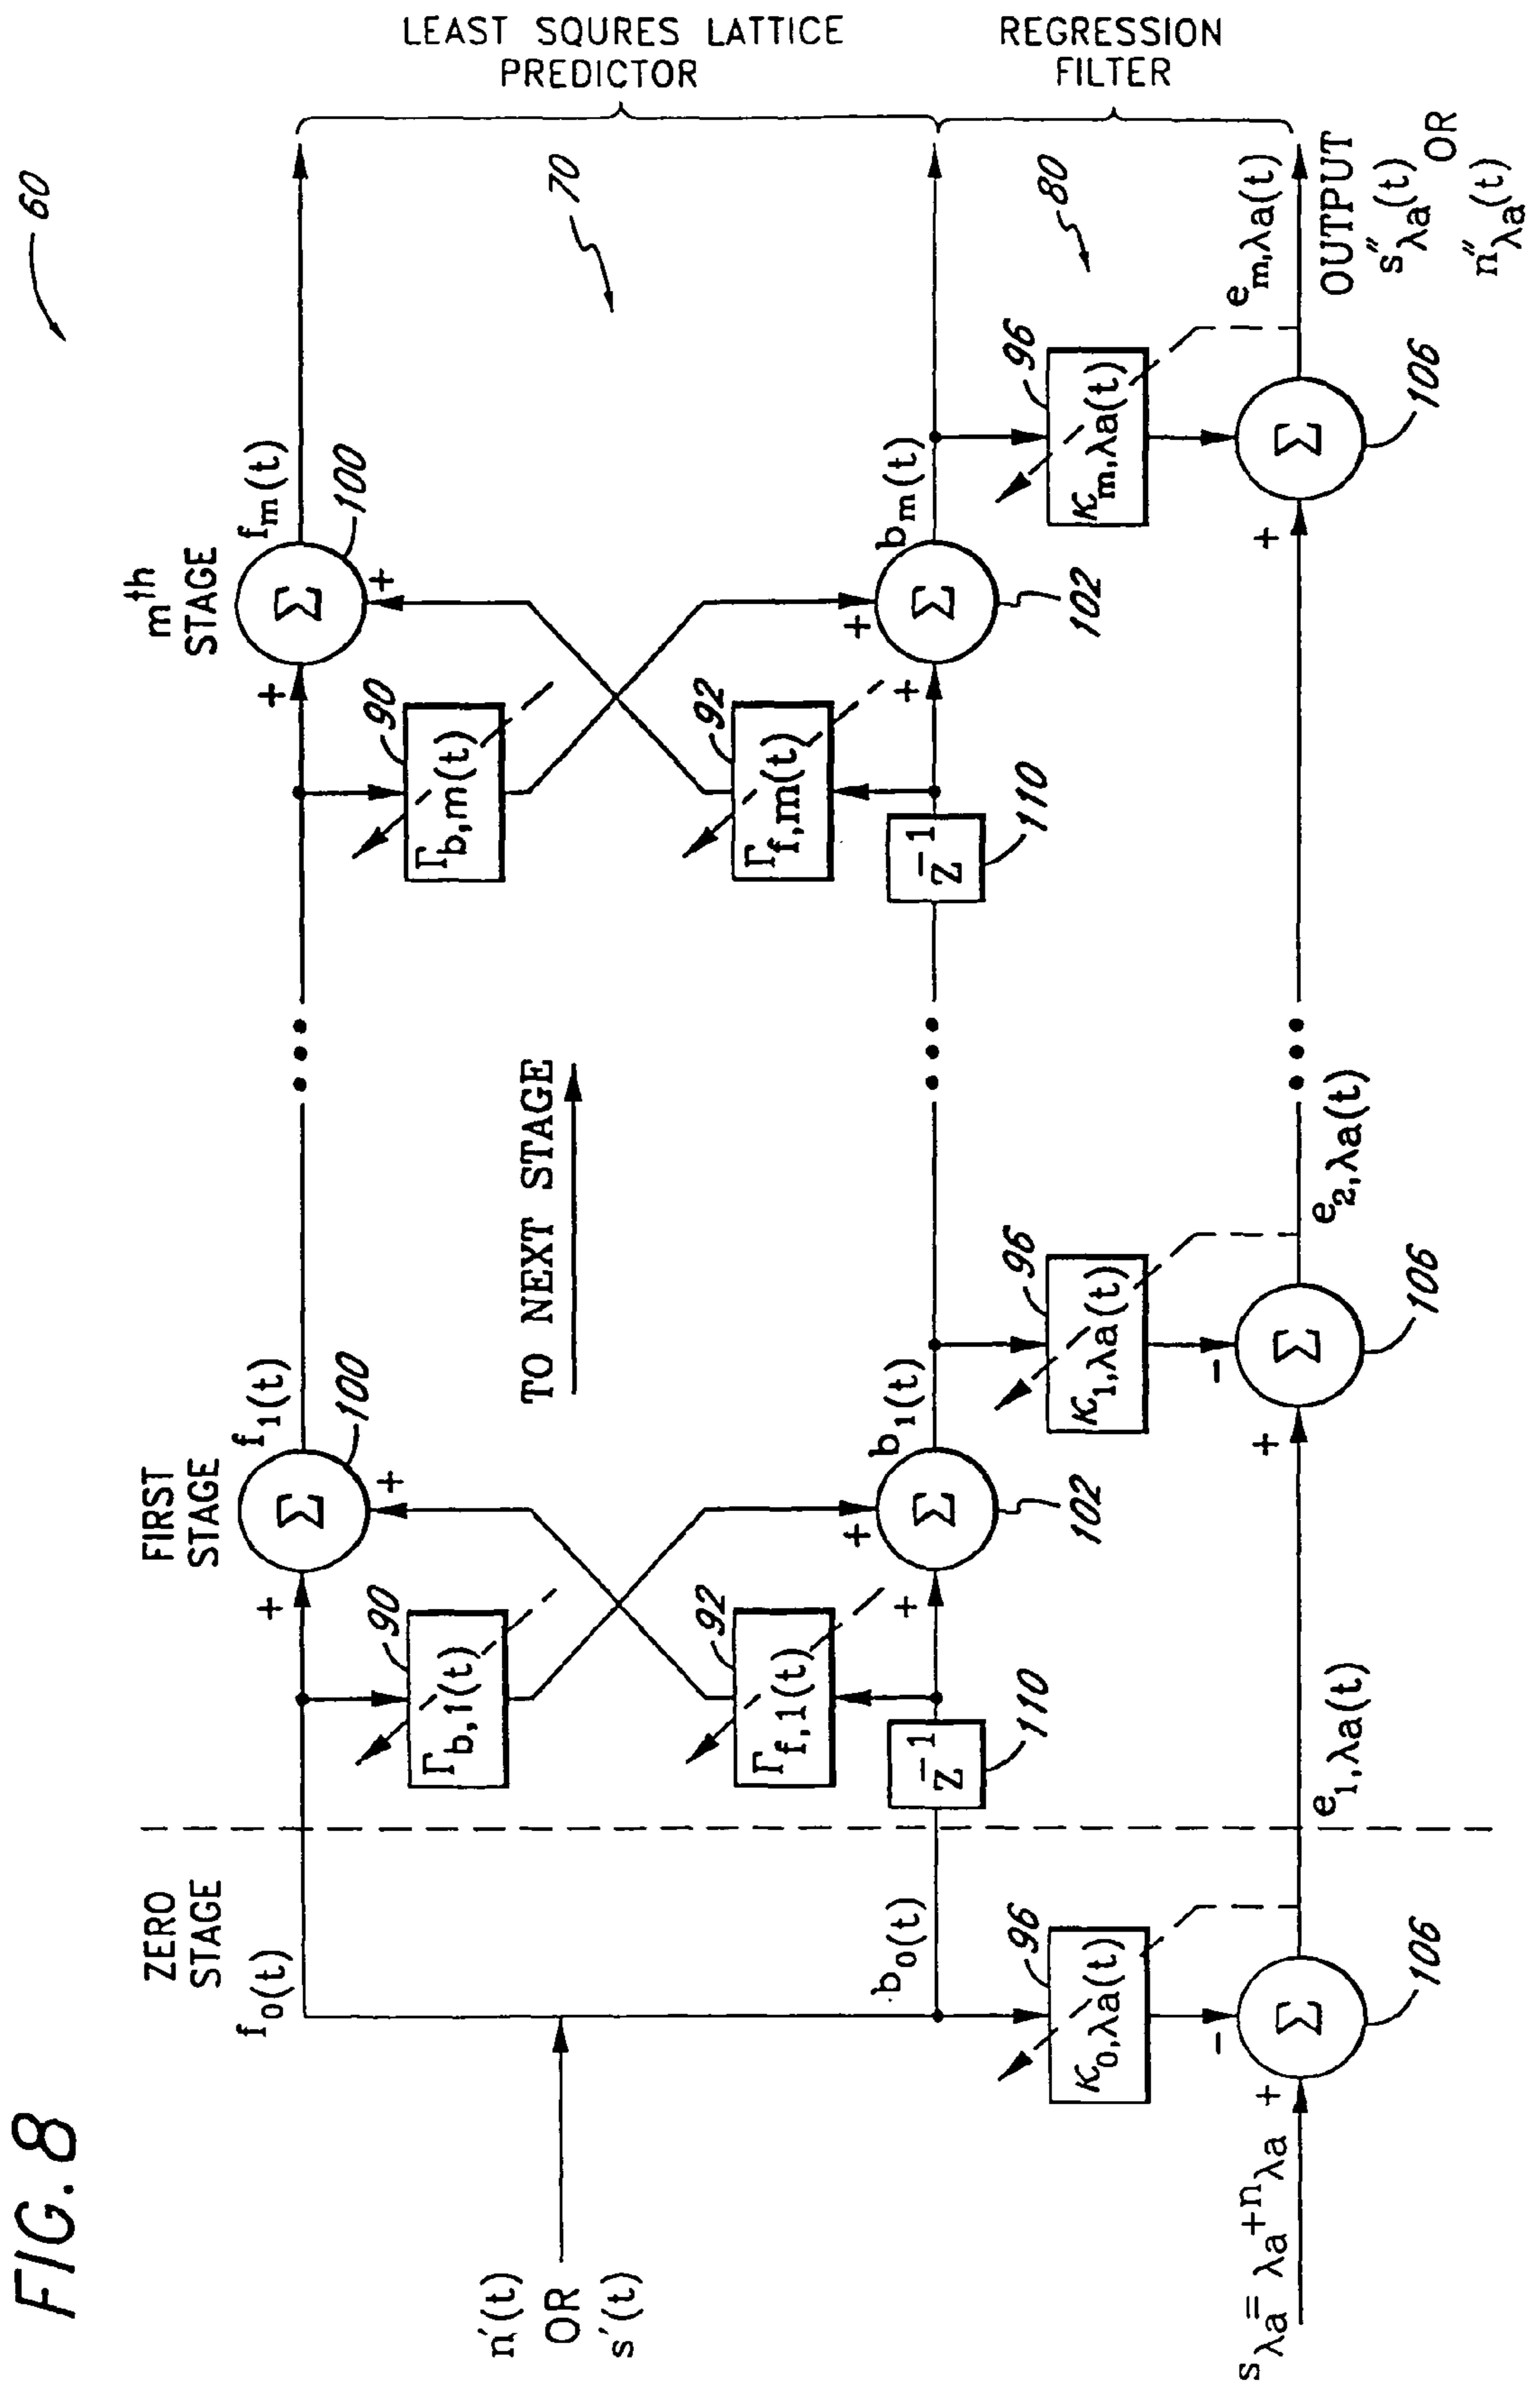 FIG. 8
60
LEAST SQURES LATTICE
PREDICTOR
REGRESSION
FILTER
ZERO
STAGE
FIRST
STAGE
mth
STAGE
f0(t)
f1(t)
100
fm(t)
100
70
n′(t)
OR
s′(t)
90
Γb,1(t)
90
Γb,m(t)
TO NEXT STAGE
92
Γf,1(t)
92
Γf,m(t)
+
+
+
+
+
+
+
+
b0(t)
z−1
110
b1(t)
102
z−1
110
bm(t)
102
80
96
κ0,λa(t)
96
κ1,λa(t)
96
κm,λa(t)
sλa=λa+nλa
+
-
Σ
106
e1,λa(t)
+
-
Σ
106
e2,λa(t)
+
Σ
106
em,λa(t)
Σ
Σ
Σ
Σ
OUTPUT
s″λa(t)
OR
n″λa(t)